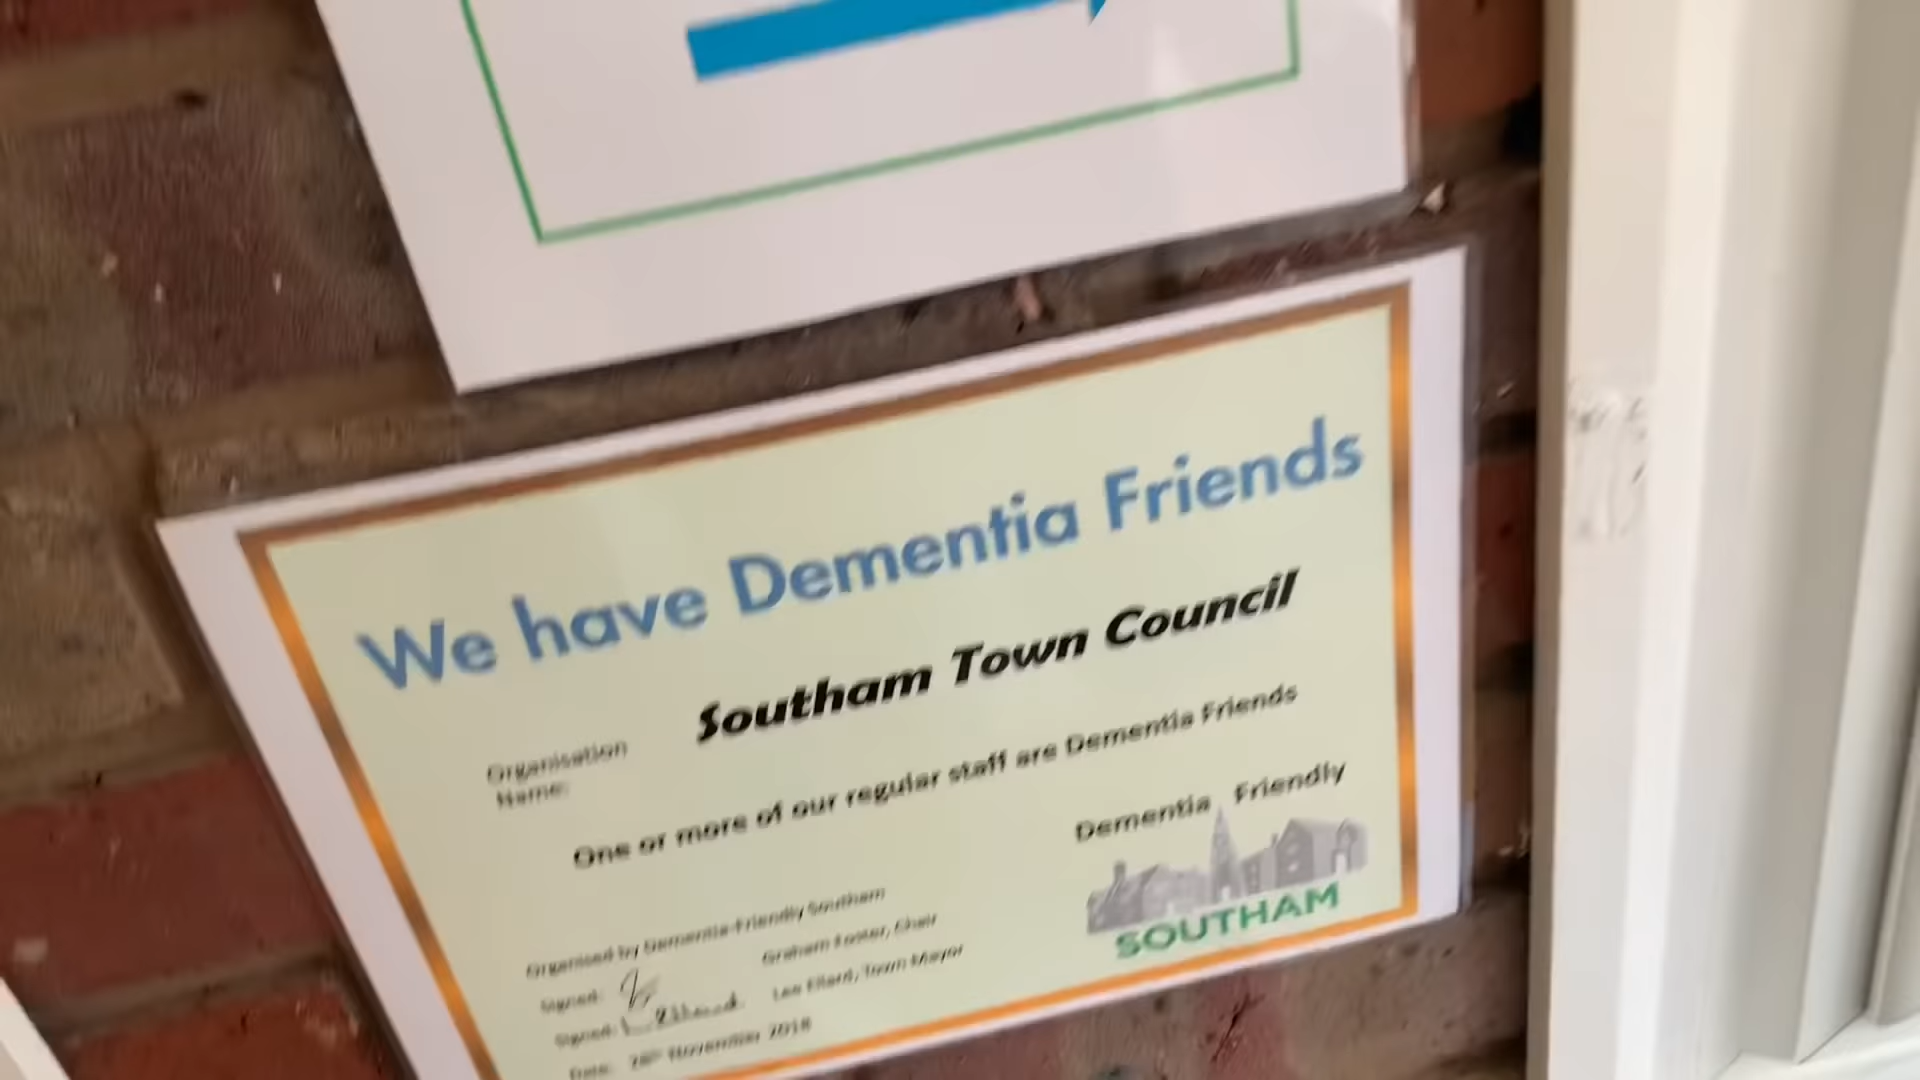 We have Dementia Friends
Organisation
Name:
Southam Town Council
One or more of our regular staff are Dementia Friends
Dementia Friendly
SOUTHAM
Organised by Dementia-Friendly Southam
Signed: Graham Foster, Chair
Signed: Lee Ellard, Town Mayor
Date: November 2018